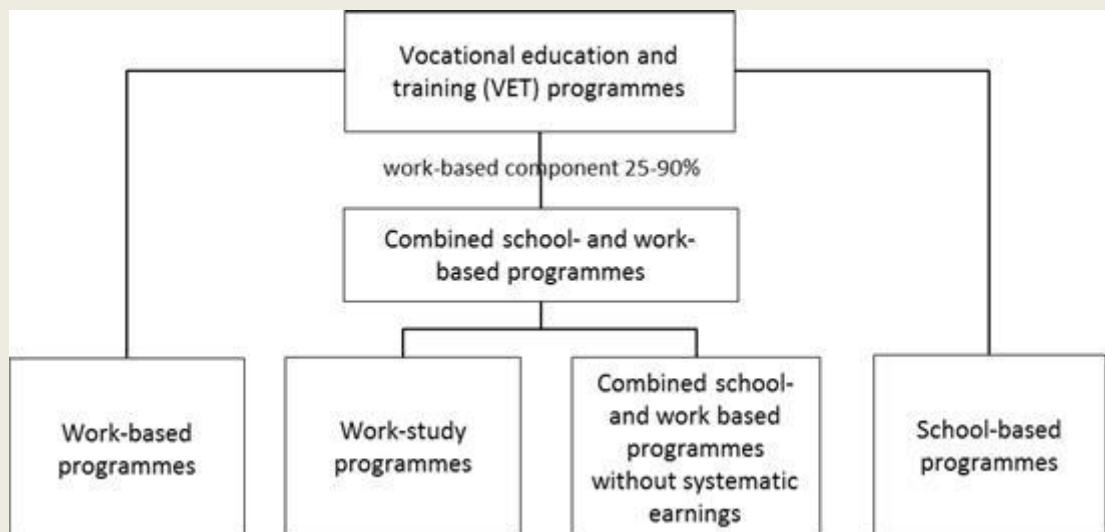 Vocational education and
training (VET) programmes
work-based component 25-90%
Combined school- and work-
based programmes
Work-based
programmes
Work-study
programmes
Combined school-
and work based
programmes
without systematic
earnings
School-based
programmes